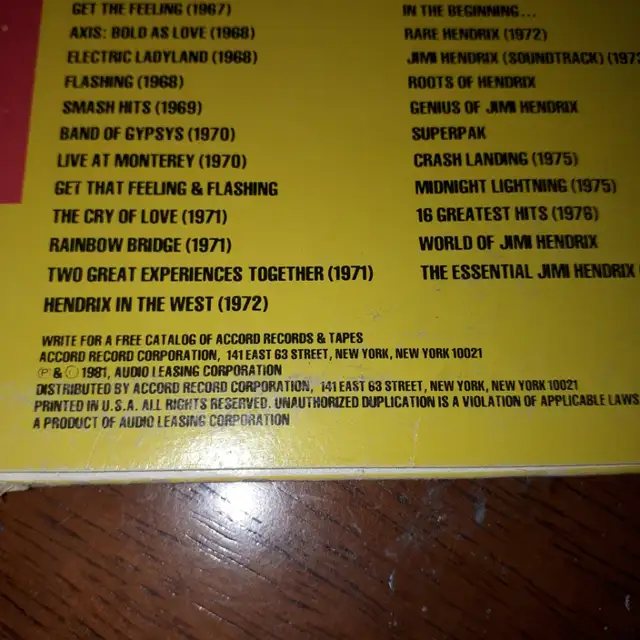 GET THE FEELING (1967)
AXIS: BOLD AS LOVE (1968)
ELECTRIC LADYLAND (1968)
FLASHING (1968)
SMASH HITS (1969)
BAND OF GYPSYS (1970)
LIVE AT MONTEREY (1970)
GET THAT FEELING & FLASHING
THE CRY OF LOVE (1971)
RAINBOW BRIDGE (1971)
TWO GREAT EXPERIENCES TOGETHER (1971)
HENDRIX IN THE WEST (1972)
IN THE BEGINNING...
RARE HENDRIX (1972)
JIMI HENDRIX (SOUNDTRACK) (197
ROOTS OF HENDRIX
GENIUS OF JIMI HENDRIX
SUPERPAK
CRASH LANDING (1975)
MIDNIGHT LIGHTNING (1975)
16 GREATEST HITS (1976)
WORLD OF JIMI HENDRIX
THE ESSENTIAL JIMI HENDRIX (
WRITE FOR A FREE CATALOG OF ACCORD RECORDS & TAPES
ACCORD RECORD CORPORATION, 141 EAST 63 STREET, NEW YORK, NEW YORK 10021
℗ & © 1981, AUDIO LEASING CORPORATION
DISTRIBUTED BY ACCORD RECORD CORPORATION, 141 EAST 63 STREET, NEW YORK, NEW YORK 10021
PRINTED IN U.S.A. ALL RIGHTS RESERVED. UNAUTHORIZED DUPLICATION IS A VIOLATION OF APPLICABLE LAWS
A PRODUCT OF AUDIO LEASING CORPORATION